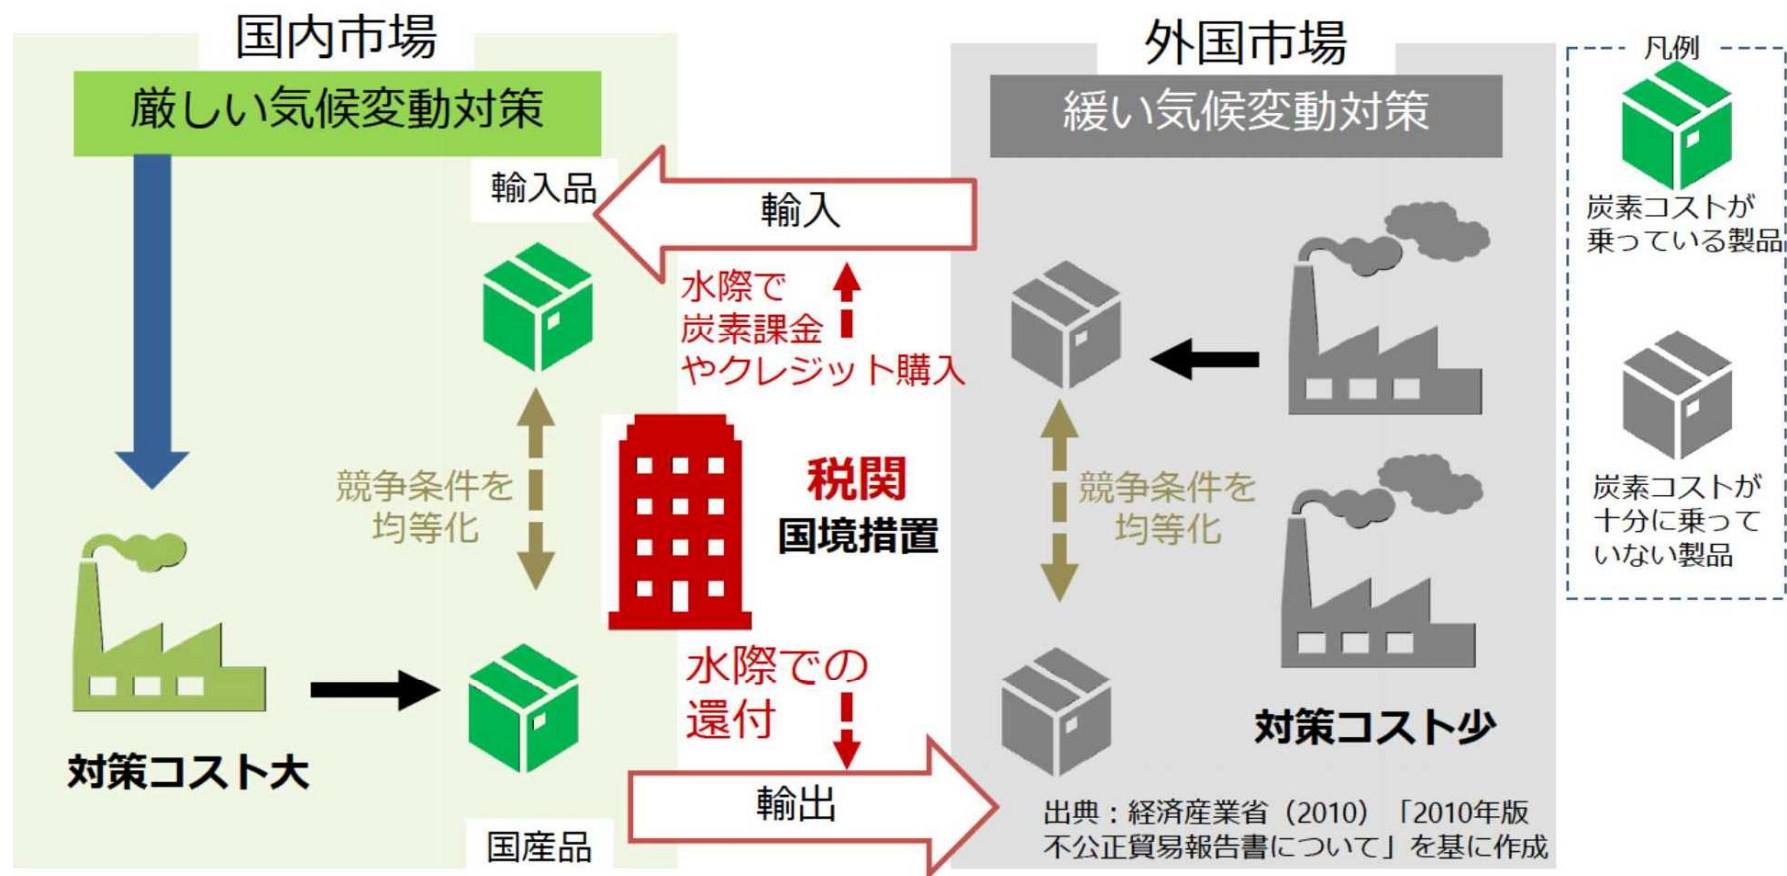 国内市場
厳しい気候変動対策
輸入品
輸入
水際で
炭素課金
やクレジット購入
競争条件を
均等化
税関
国境措置
水際での
還付
対策コスト大
輸出
国産品
外国市場
緩い気候変動対策
競争条件を
均等化
対策コスト少
出典：経済産業省（2010）「2010年版
不公正貿易報告書について」を基に作成
凡例
炭素コストが
乗っている製品
炭素コストが
十分に乗って
いない製品